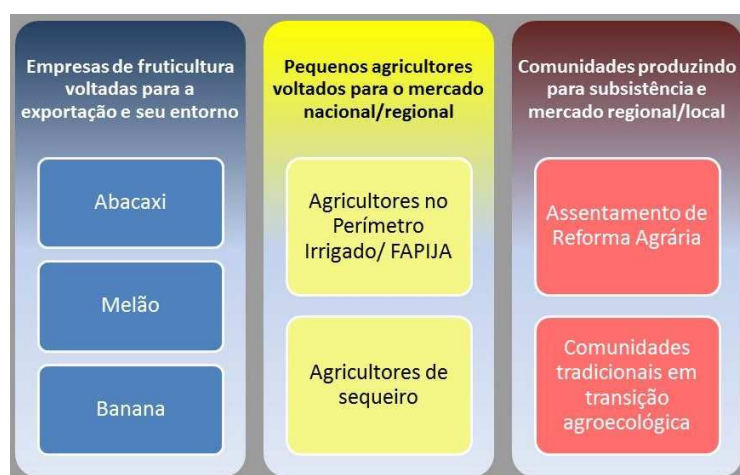 Empresas de fruticultura
voltadas para a
exportação e seu entorno
Abacaxi
Melão
Banana
Pequenos agricultores
voltados para o mercado
nacional/regional
Agricultores no
Perímetro
Irrigado/ FAPIJA
Agricultores de
sequeiro
Comunidades produzindo
para subsistência e
mercado regional/local
Assentamento de
Reforma Agrária
Comunidades
tradicionais em
transição
agroecológica